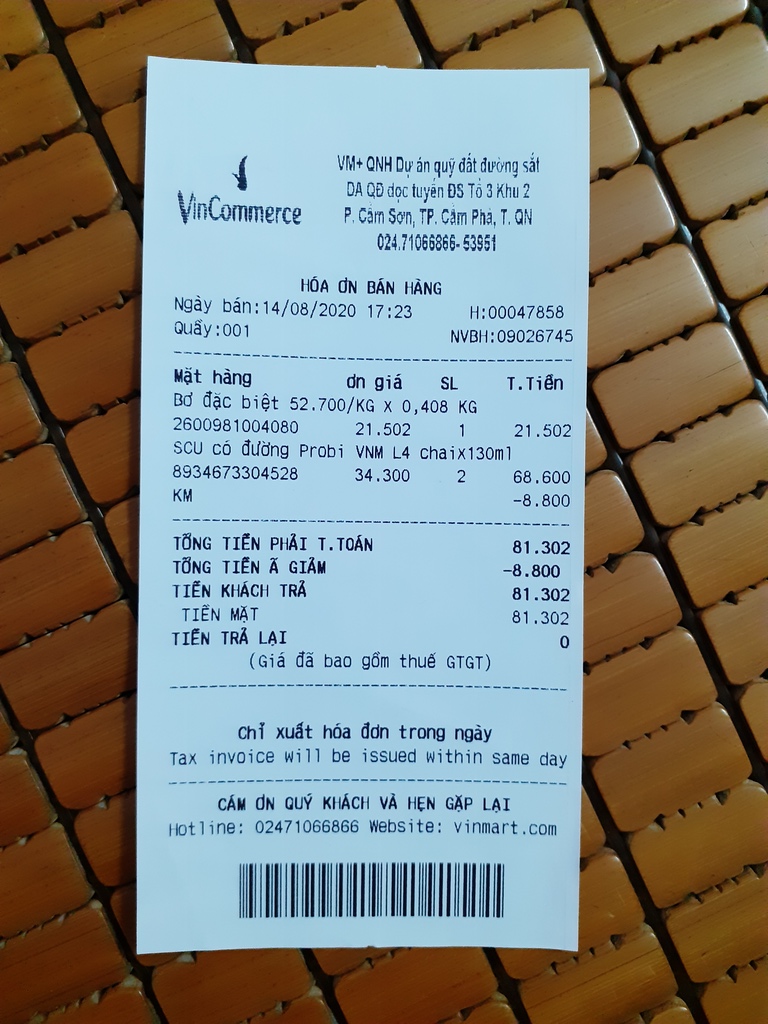 VinCommerce
VM+ QNH Dự án quỹ đất đường sắt
DA QĐ dọc tuyến ĐS Tổ 3 Khu 2
P. Cẩm Sơn, TP. Cẩm Phả, T. QN
024.71066866- 53951
HÓA ƠN BÁN HÀNG
Ngày bán:14/08/2020 17:23 H:00047858
Quầy:001 NVBH:09026745
Mặt hàng ơn giá SL T.Tiền
Bơ đặc biệt 52.700/KG X 0,408 KG
2600981004080 21.502 1 21.502
SCU có đường Probi VNM L4 chaix130ml
8934673304528 34.300 2 68.600
KM -8.800
TỔNG TIỀN PHẢI T.TOÁN 81.302
TỔNG TIỀN Ã GIẢM -8.800
TIỀN KHÁCH TRẢ 81.302
TIỀN MẶT 81.302
TIỀN TRẢ LẠI 0
(Giá đã bao gồm thuế GTGT)
Chỉ xuất hóa đơn trong ngày
Tax invoice will be issued within same day
CÁM ƠN QUÝ KHÁCH VÀ HẸN GẶP LẠI
Hotline: 02471066866 Website: vinmart.com